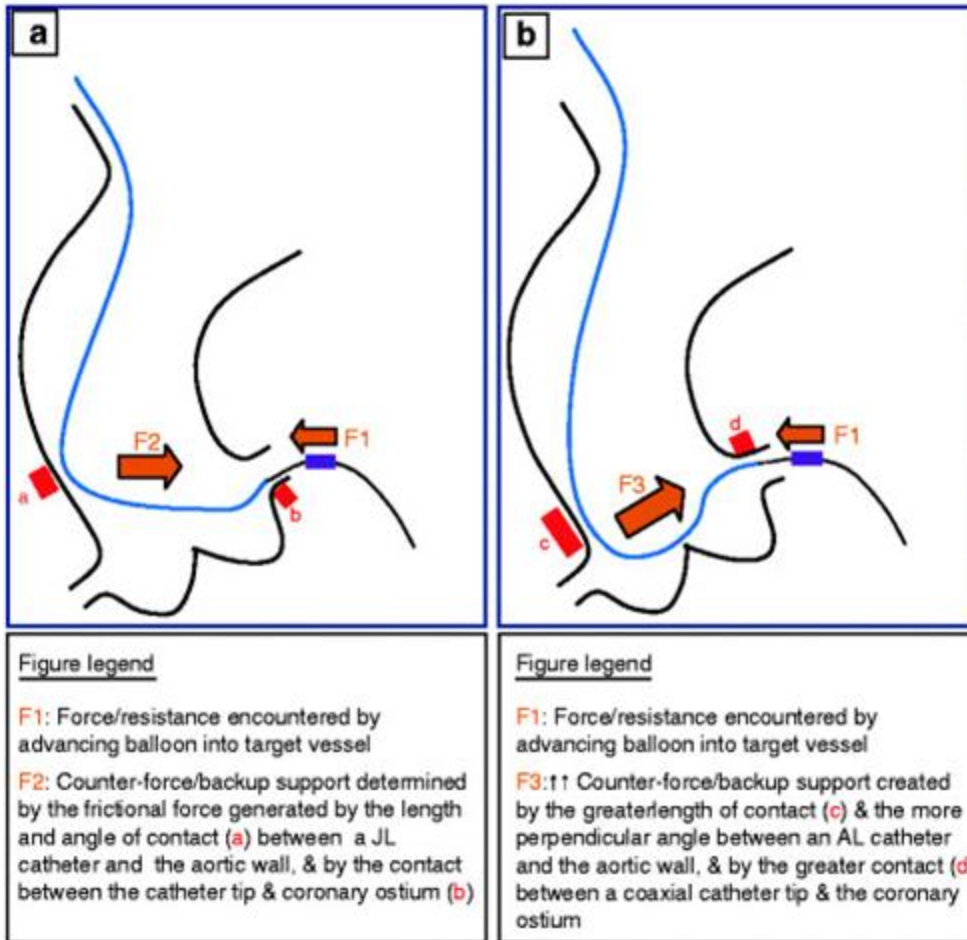 a
F2
F1
a
b
b
d
F1
F3
c
Figure legend
F1: Force/resistance encountered by
advancing balloon into target vessel
F2: Counter-force/backup support determined
by the frictional force generated by the length
and angle of contact (a) between a JL
catheter and the aortic wall, & by the contact
between the catheter tip & coronary ostium (b)
Figure legend
F1: Force/resistance encountered by
advancing balloon into target vessel
F3:↑↑ Counter-force/backup support created
by the greaterlength of contact (c) & the more
perpendicular angle between an AL catheter
and the aortic wall, & by the greater contact (d
between a coaxial catheter tip & the coronary
ostium